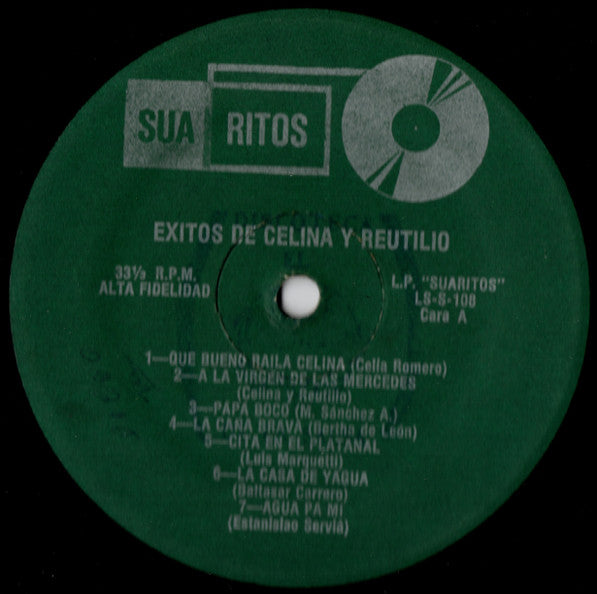 SUA RITOS
EXITOS DE CELINA Y REUTILIO
33⅓ R.P.M.
ALTA FIDELIDAD
L.P. "SUARITOS"
LS-S-108
Cara A
1—QUE BUENO BAILA CELINA (Celia Romero)
2—A LA VIRGEN DE LAS MERCEDES
(Celina y Reutilio)
3—PAPA BOCO (M. Sánchez A.)
4—LA CAÑA BRAVA (Bertha de León)
5—CITA EN EL PLATANAL
(Luis Marquetti)
6—LA CASA DE YAGUA
(Baltasar Carrero)
7—AGUA PA MI
(Estanislao Serviá)